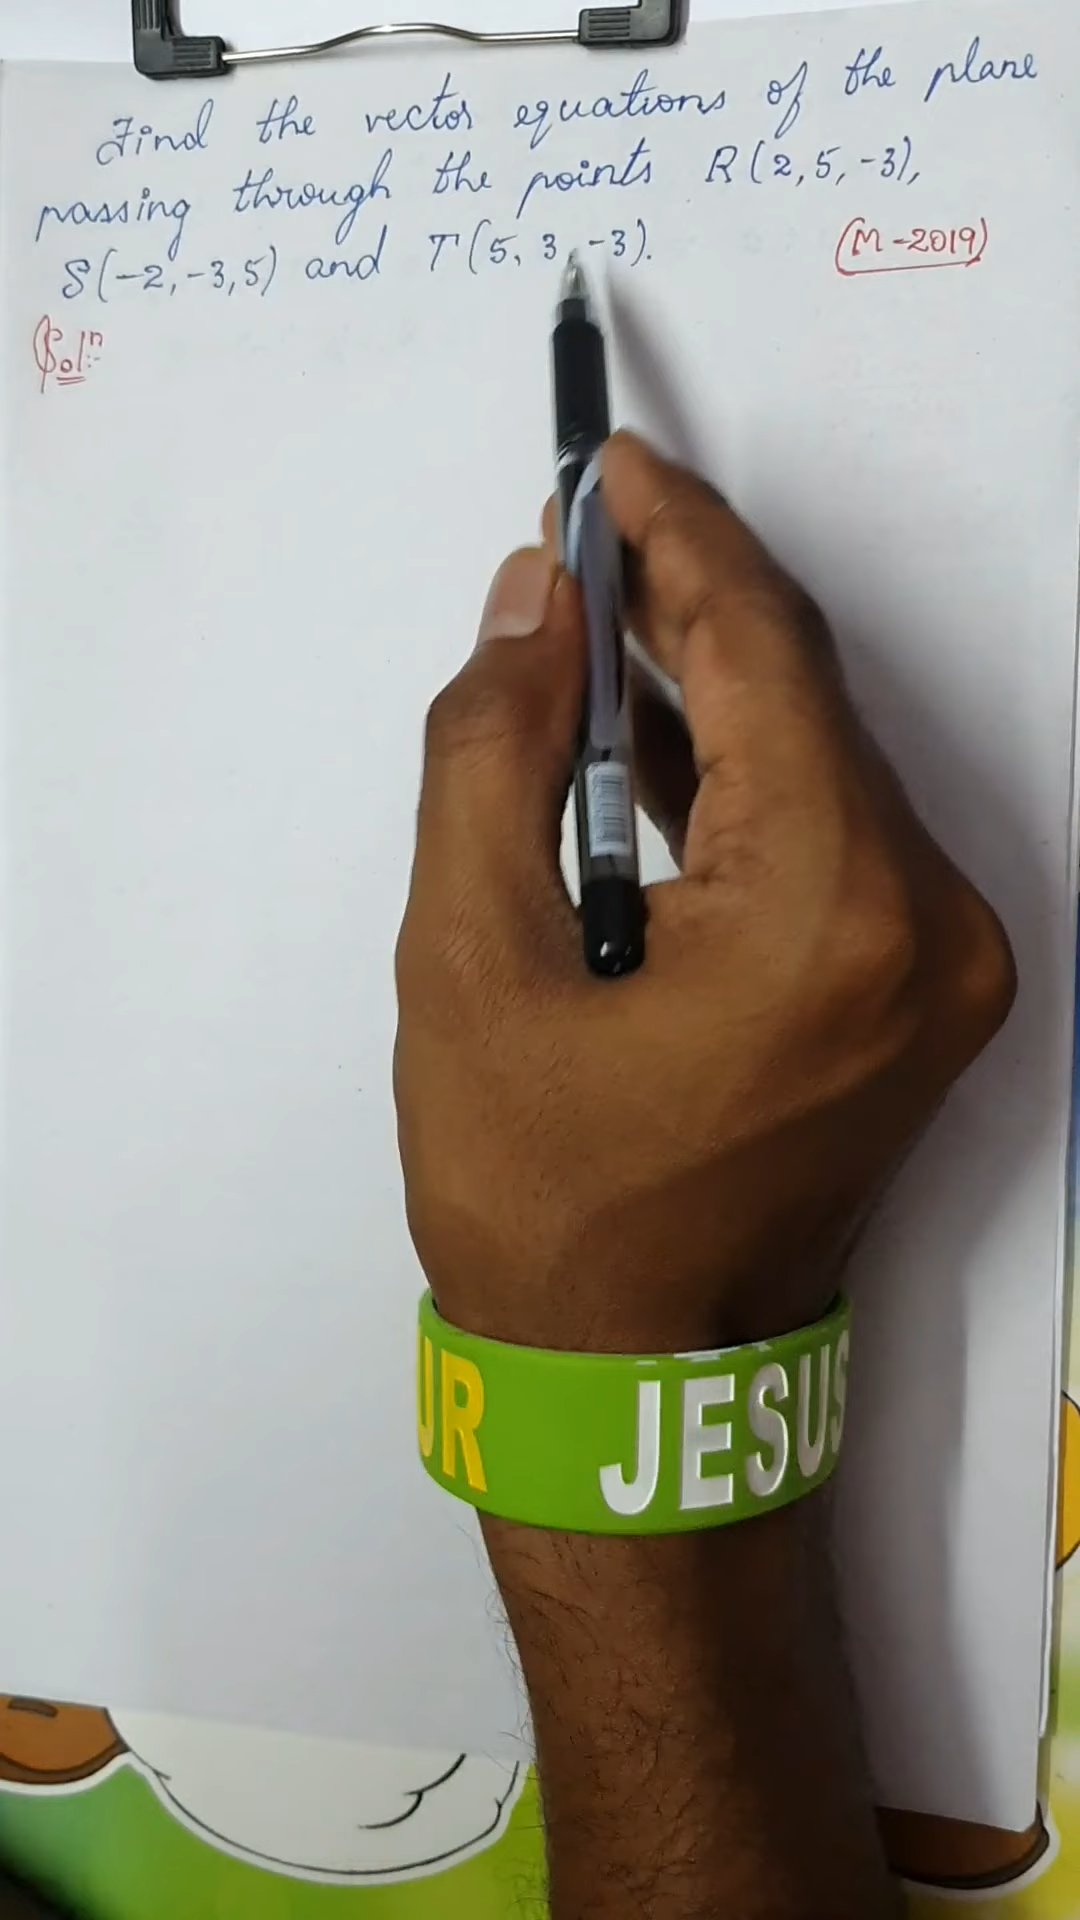 Find the vector equations of the plane
passing through the points R(2,5,-3),
S(-2,-3,5) and T(5,3,-3).
(M-2019)
Solⁿ:-
UR JESUS